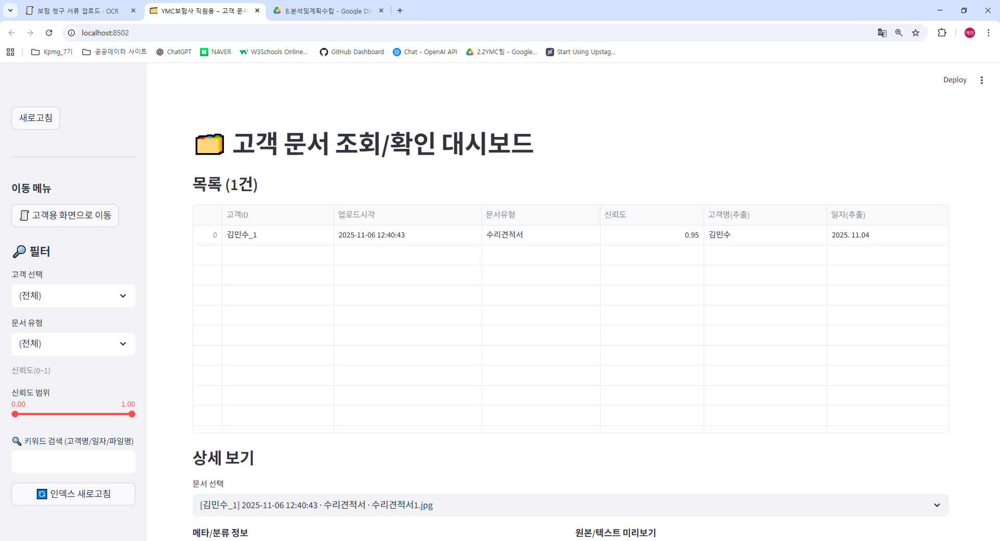 보험 청구 서류 업로드 · OCR
YMC보험사 직원용 – 고객 문서
B.분석및계획수립 - Google Dri
localhost:8502
예찬
Kpmg_7기
공공데이터 사이트
ChatGPT
NAVER
W3Schools Online...
GitHub Dashboard
Chat - OpenAI API
2.2YMC팀 - Google...
Start Using Upstag...
Deploy
새로고침
이동 메뉴
고객용 화면으로 이동
필터
고객 선택
(전체)
문서 유형
(전체)
신뢰도(0~1)
신뢰도 범위
0.00 1.00
키워드 검색 (고객명/일자/파일명)
인덱스 새로고침
고객 문서 조회/확인 대시보드
목록 (1건)
고객ID 업로드시각 문서유형 신뢰도 고객명(추출) 일자(추출)
0 김민수_1 2025-11-06 12:40:43 수리견적서 0.95 김민수 2025. 11.04
상세 보기
문서 선택
[김민수_1] 2025-11-06 12:40:43 · 수리견적서 · 수리견적서1.jpg
메타/분류 정보
원본/텍스트 미리보기